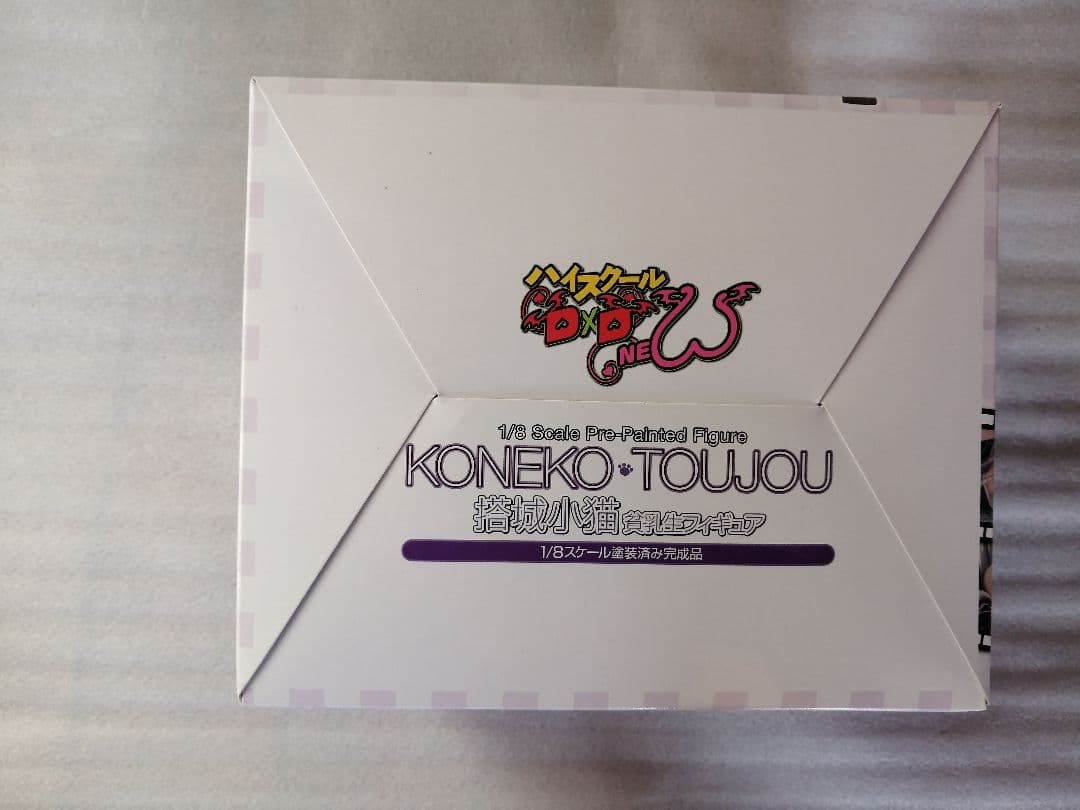 ハイスクール
D×D
NEW
1/8 Scale Pre-Painted Figure
KONEKO TOUJOU
搭城小猫 貧乳生フィギュア
1/8スケール塗装済み完成品